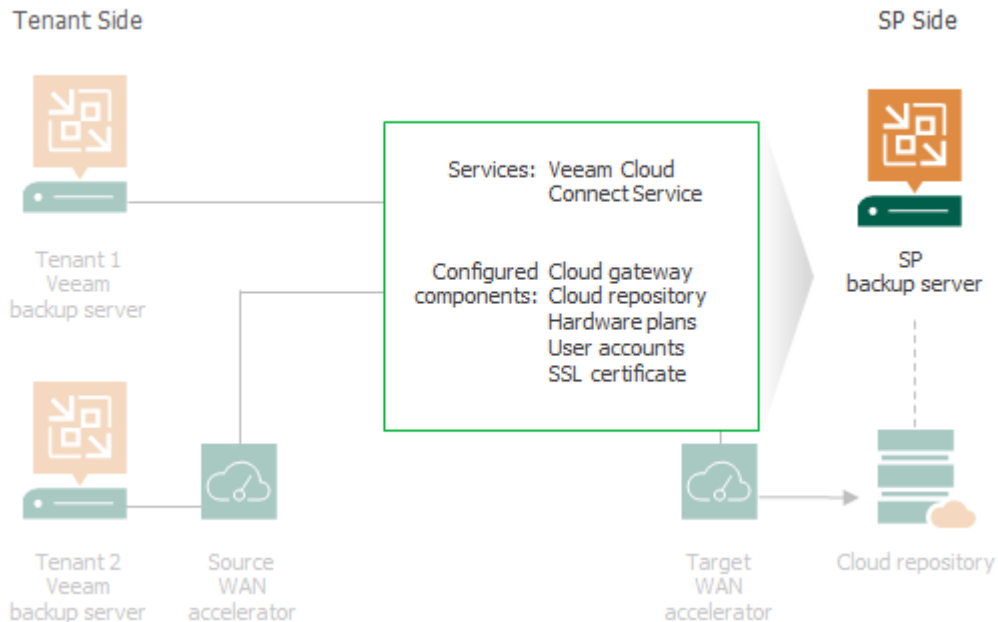 Tenant Side
SP Side
Services: Veeam Cloud
Connect Service
Configured Cloud gateway
components: Cloud repository
Hardware plans
User accounts
SSL certificate
Tenant 1
Veeam
backup server
SP
backup server
Tenant 2
Veeam
backup server
Source
WAN
accelerator
Target
WAN
accelerator
Cloud repository